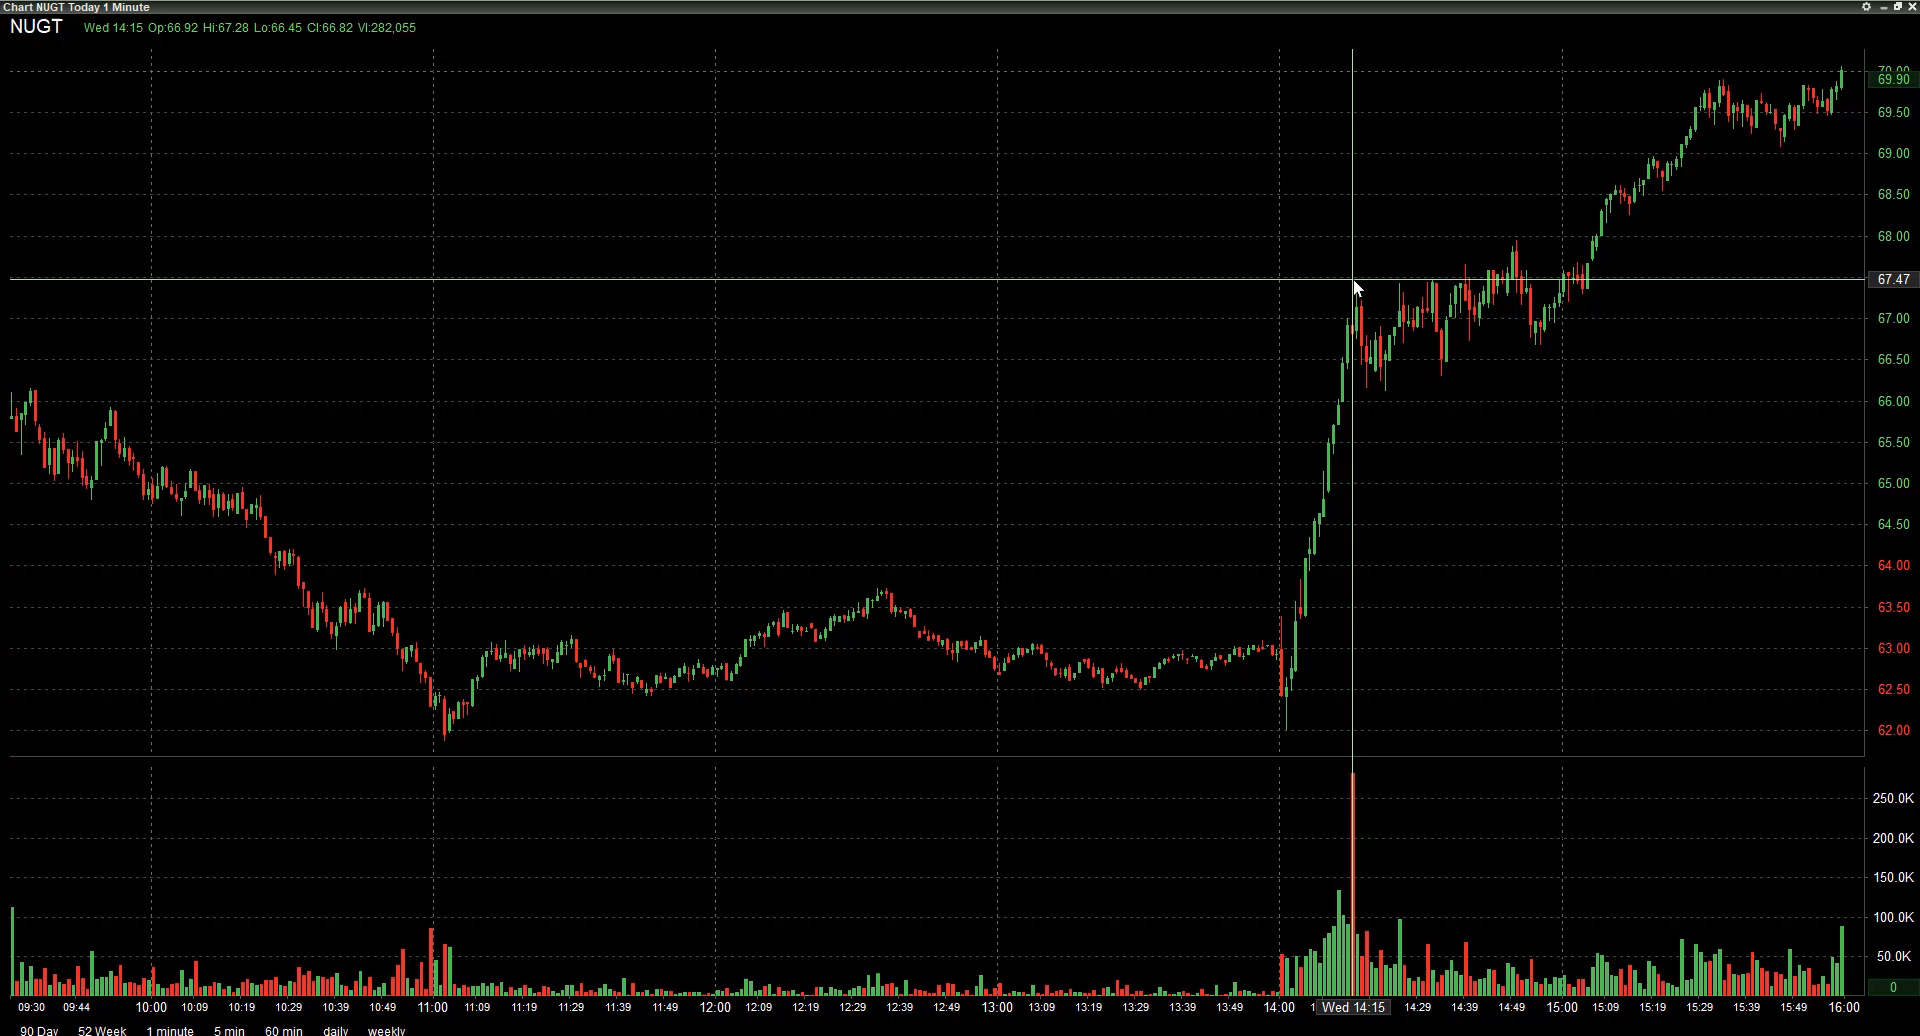 Chart NUGT Today 1 Minute
NUGT Wed 14:15 Op:66.92 Hi:67.28 Lo:66.45 Cl:66.82 Vl:282,055
70.00
69.90
69.50
69.00
68.50
68.00
67.47
67.00
66.50
66.00
65.50
65.00
64.50
64.00
63.50
63.00
62.50
62.00
250.0K
200.0K
150.0K
100.0K
50.0K
0
09:30 09:44 10:00 10:09 10:19 10:29 10:39 10:49 11:00 11:09 11:19 11:29 11:39 11:49 12:00 12:09 12:19 12:29 12:39 12:49 13:00 13:09 13:19 13:29 13:39 13:49 14:00 Wed 14:15 14:29 14:39 14:49 15:00 15:09 15:19 15:29 15:39 15:49 16:00
90 Day 52 Week 1 minute 5 min 60 min daily weekly